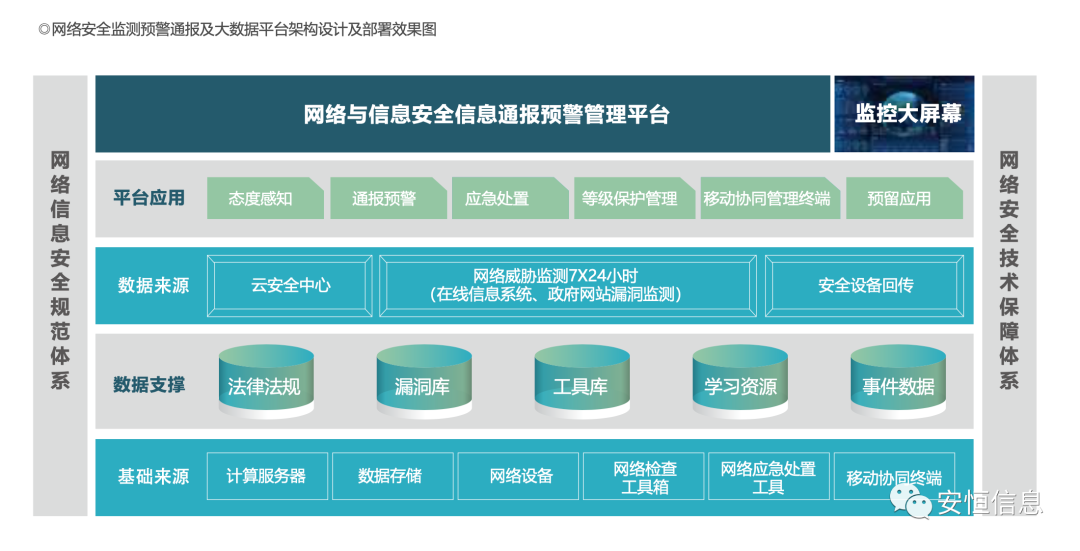 ◎网络安全监测预警通报及大数据平台架构设计及部署效果图
网络信息安全规范体系
网络与信息安全信息通报预警管理平台
监控大屏幕
平台应用
态度感知
通报预警
应急处置
等级保护管理
移动协同管理终端
预留应用
数据来源
云安全中心
网络威胁监测7X24小时
（在线信息系统、政府网站漏洞监测）
安全设备回传
数据支撑
法律法规
漏洞库
工具库
学习资源
事件数据
基础来源
计算服务器
数据存储
网络设备
网络检查
工具箱
网络应急处置
工具
移动协同终端
网络安全技术保障体系
安恒信息